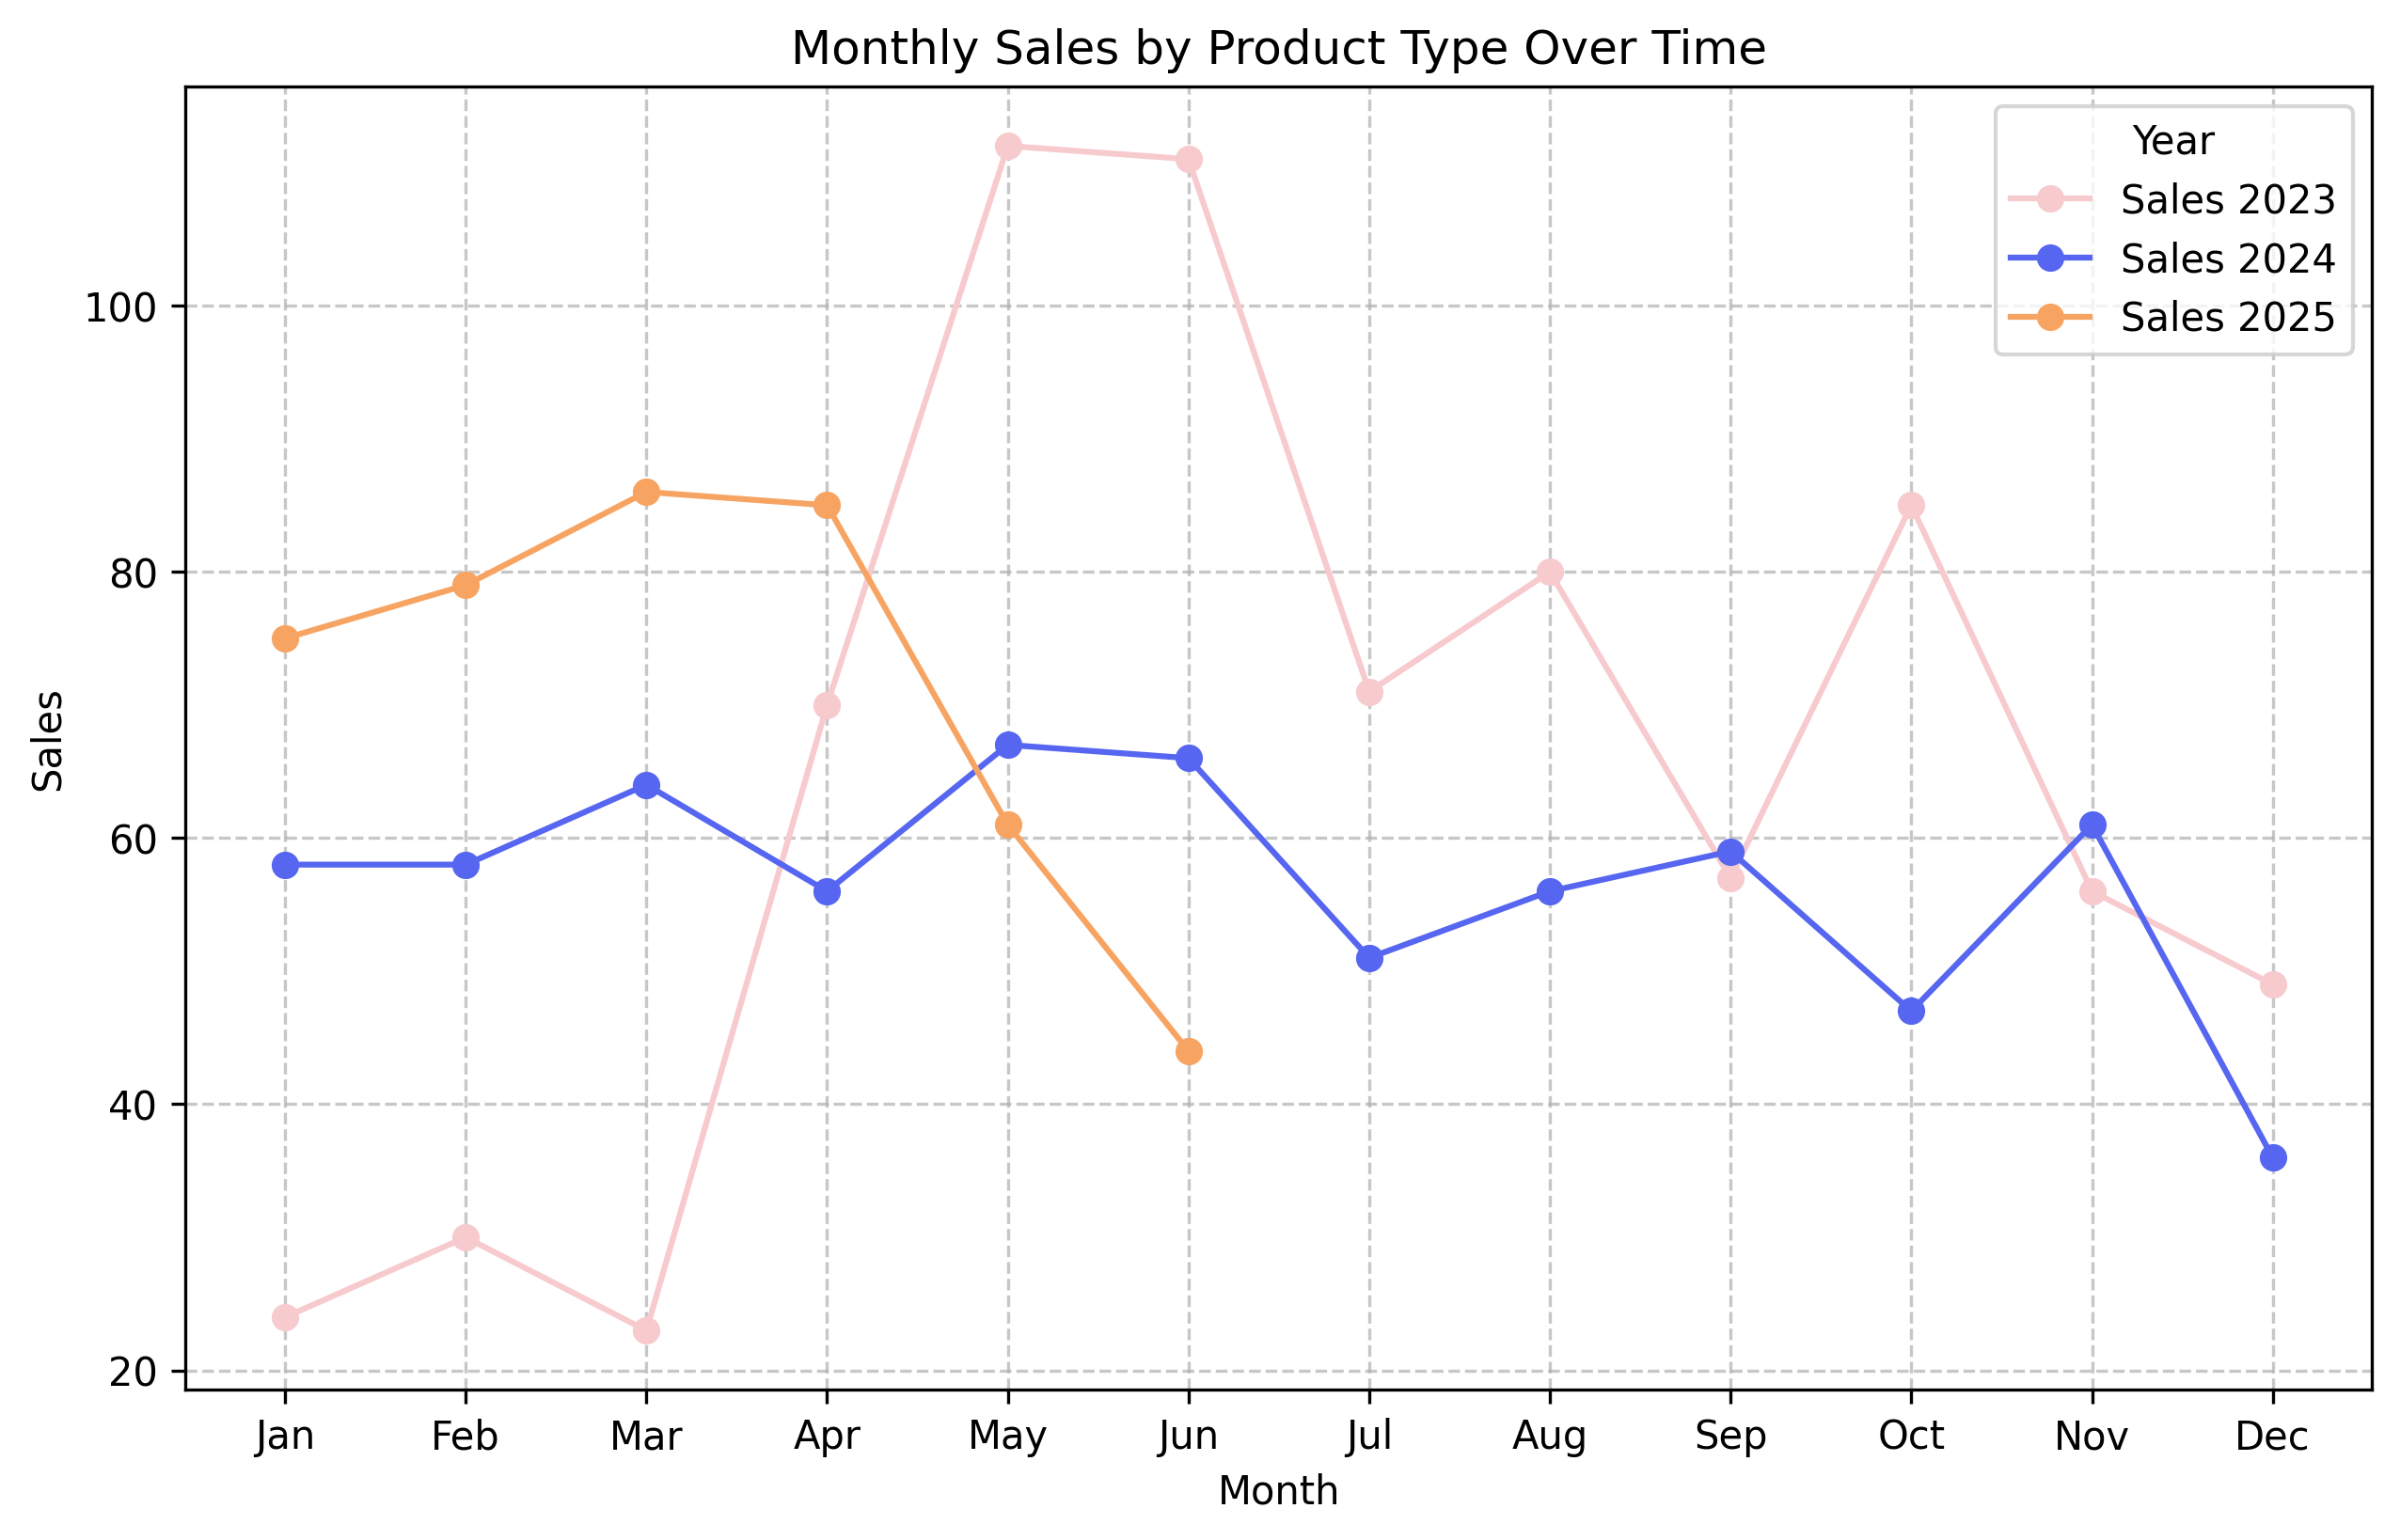 Monthly Sales by Product Type Over Time
Year
Sales 2023
Sales 2024
Sales 2025
Sales
100
80
60
40
20
Jan Feb Mar Apr May Jun Jul Aug Sep Oct Nov Dec
Month